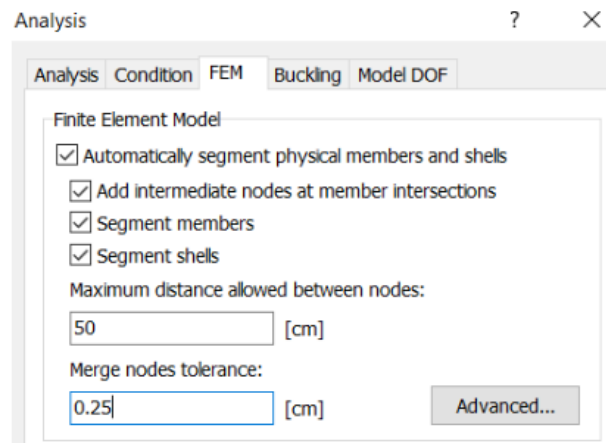 Analysis ?
Analysis Condition FEM Buckling Model DOF
Finite Element Model
Automatically segment physical members and shells
Add intermediate nodes at member intersections
Segment members
Segment shells
Maximum distance allowed between nodes:
50 [cm]
Merge nodes tolerance:
0.25 [cm] Advanced...